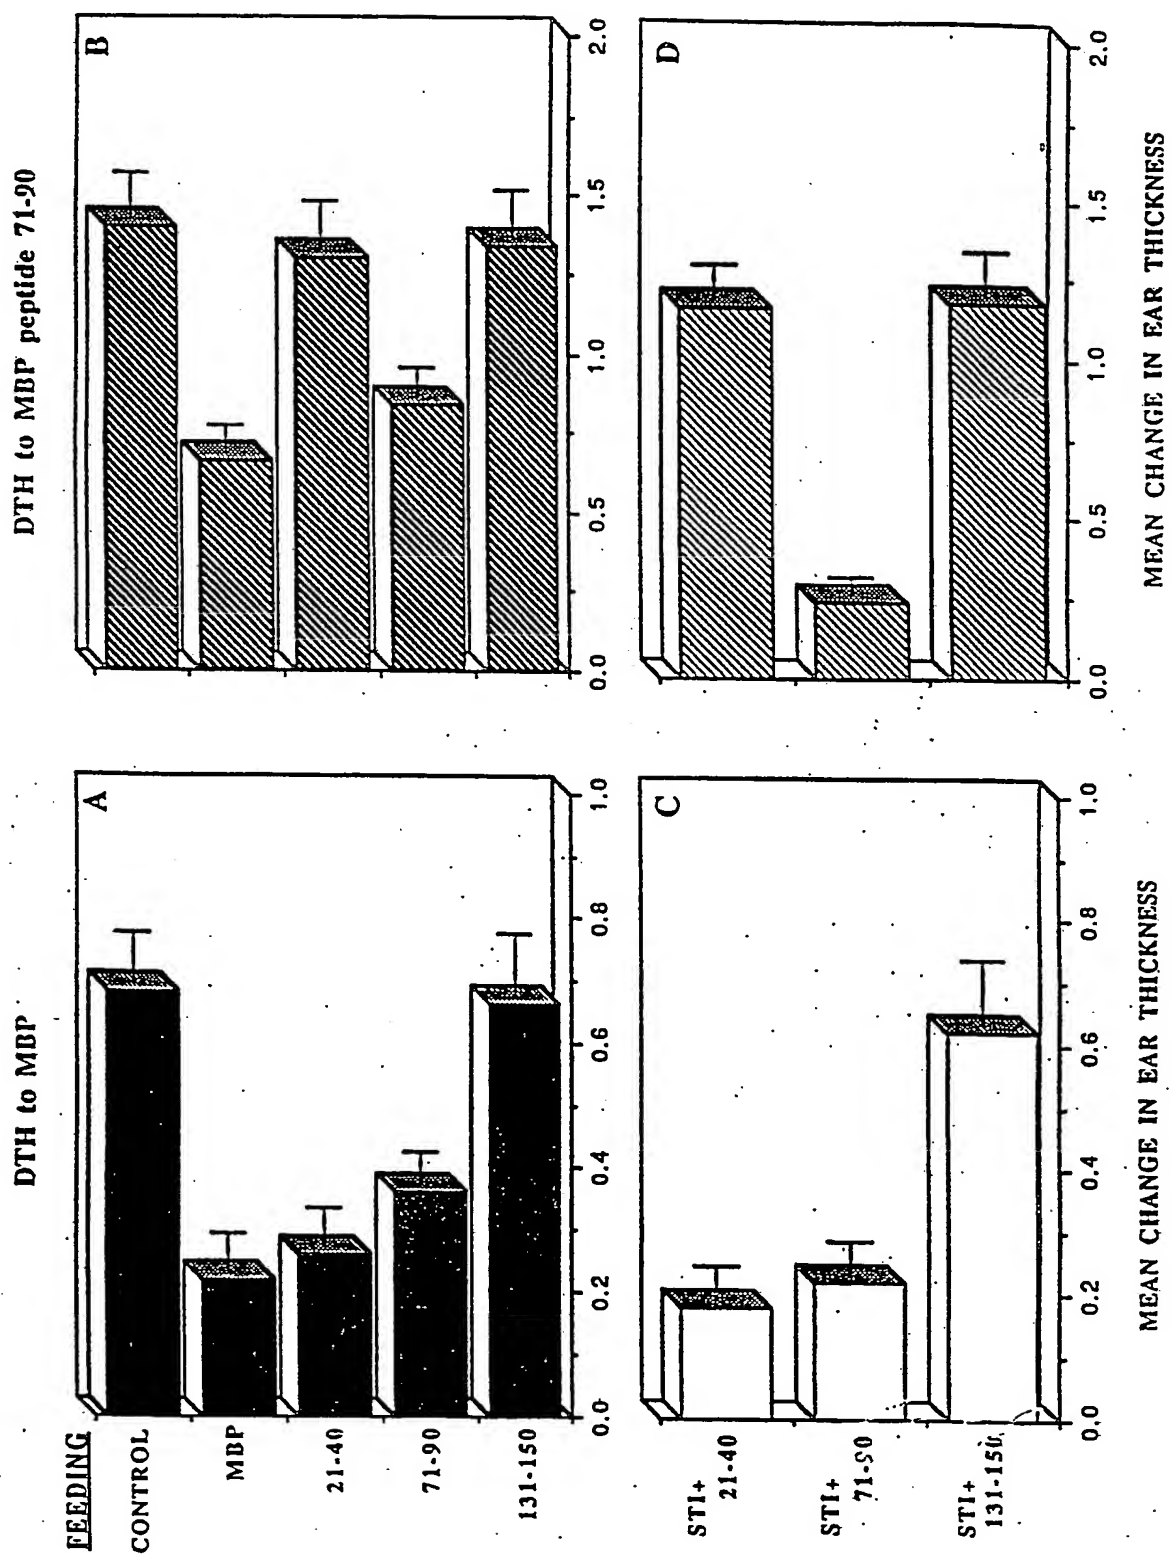 DTH to MBP
DTH to MBP peptide 71-90
FEEDING
A
CONTROL
MBP
21-40
71-90
131-150
0.0 0.2 0.4 0.6 0.8 1.0
B
0.0 0.5 1.0 1.5 2.0
C
STI+
21-40
STI+
71-90
STI+
131-150
0.0 0.2 0.4 0.6 0.8 1.0
MEAN CHANGE IN EAR THICKNESS
D
0.0 0.5 1.0 1.5 2.0
MEAN CHANGE IN EAR THICKNESS